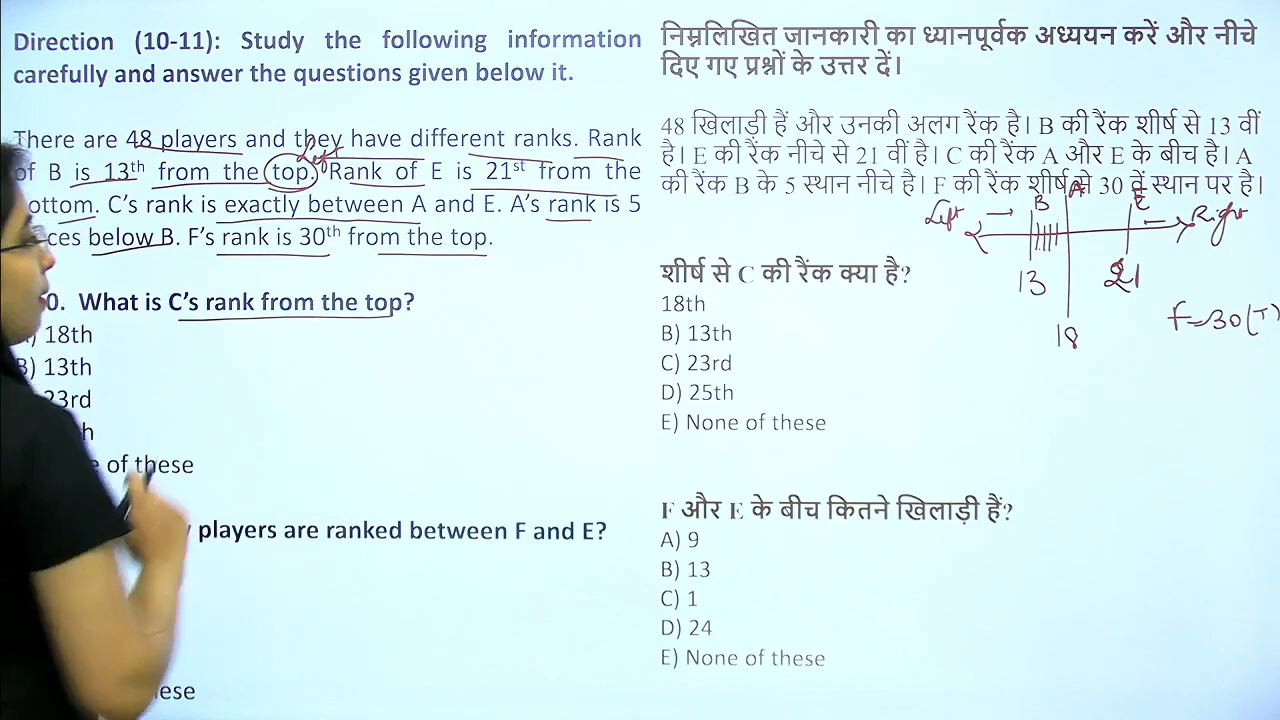 Direction (10-11): Study the following information
carefully and answer the questions given below it.
There are 48 players and they have different ranks. Rank
Left
of B is 13th from the top. Rank of E is 21st from the
ottom. C's rank is exactly between A and E. A's rank is 5
ces below B. F's rank is 30th from the top.
0. What is C's rank from the top?
) 18th
B) 13th
23rd
h
e of these
players are ranked between F and E?
ese
निम्नलिखित जानकारी का ध्यानपूर्वक अध्ययन करें और नीचे
दिए गए प्रश्नों के उत्तर दें।
48 खिलाड़ी हैं और उनकी अलग रैंक है। B की रैंक शीर्ष से 13 वीं
है। E की रैंक नीचे से 21 वीं है। C की रैंक A और E के बीच है। A
की रैंक B के 5 स्थान नीचे है। F की रैंक शीर्ष से 30 वें स्थान पर है।
Left B A E Right
13 21
18
F=30(T)
शीर्ष से C की रैंक क्या है?
18th
B) 13th
C) 23rd
D) 25th
E) None of these
F और E के बीच कितने खिलाड़ी हैं?
A) 9
B) 13
C) 1
D) 24
E) None of these